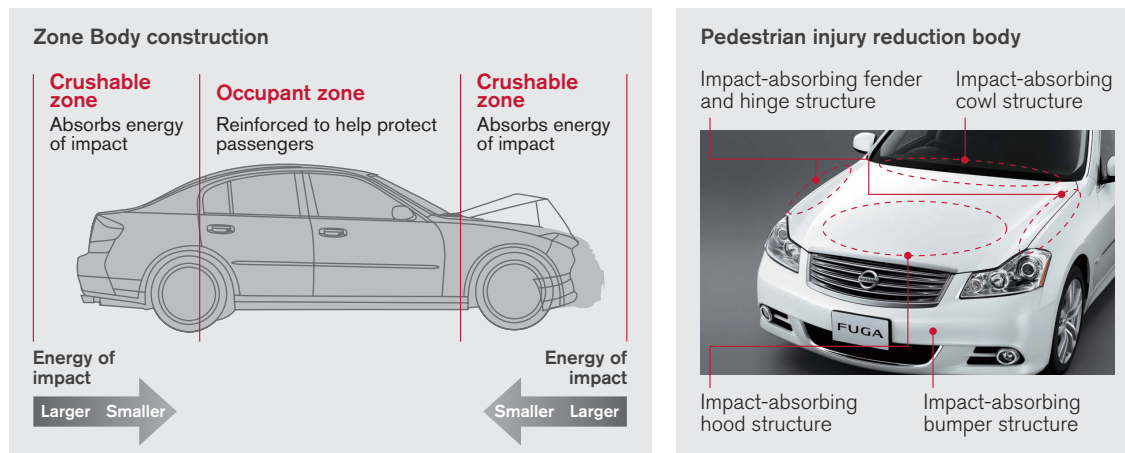 Zone Body construction
Crushable
zone
Absorbs energy
of impact
Occupant zone
Reinforced to help protect
passengers
Crushable
zone
Absorbs energy
of impact
Energy of
impact
Larger Smaller
Energy of
impact
Smaller Larger
Pedestrian injury reduction body
Impact-absorbing fender
and hinge structure
Impact-absorbing
cowl structure
FUGA
Impact-absorbing
hood structure
Impact-absorbing
bumper structure